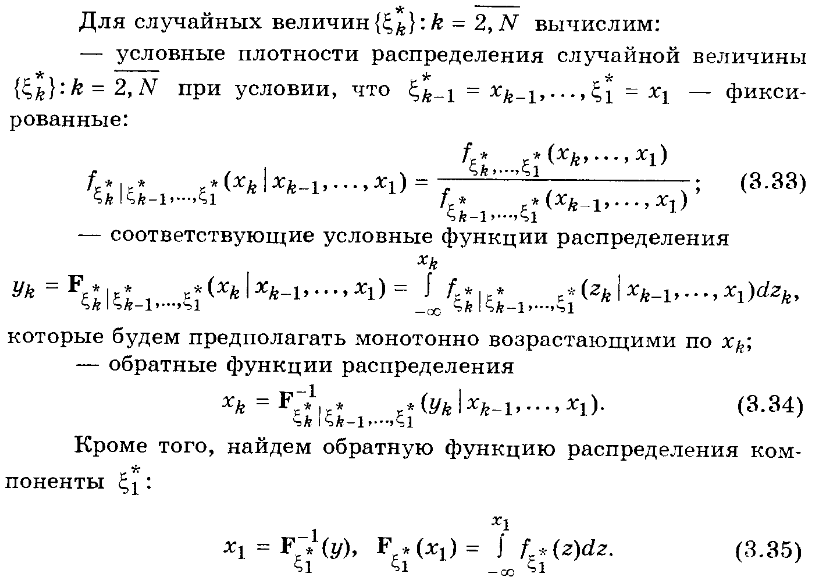 Для случайных величин $\{\xi_k^*\}: k = \overline{2, N}$ вычислим:
— условные плотности распределения случайной величины
$\{\xi_k^*\}: k = \overline{2, N}$ при условии, что $\xi_{k-1}^* = x_{k-1}, \ldots, \xi_1^* = x_1$ — фикси-
рованные:
$f_{\xi_k^* | \xi_{k-1}^*, \ldots, \xi_1^*}(x_k | x_{k-1}, \ldots, x_1) = \frac{f_{\xi_k^*, \ldots, \xi_1^*}(x_k, \ldots, x_1)}{f_{\xi_{k-1}^*, \ldots, \xi_1^*}(x_{k-1}, \ldots, x_1)};$ (3.33)
— соответствующие условные функции распределения
$y_k = \mathbf{F}_{\xi_k^* | \xi_{k-1}^*, \ldots, \xi_1^*}(x_k | x_{k-1}, \ldots, x_1) = \int_{-\infty}^{x_k} f_{\xi_k^* | \xi_{k-1}^*, \ldots, \xi_1^*}(z_k | x_{k-1}, \ldots, x_1) dz_k,$
которые будем предполагать монотонно возрастающими по $x_k$;
— обратные функции распределения
$x_k = \mathbf{F}_{\xi_k^* | \xi_{k-1}^*, \ldots, \xi_1^*}^{-1}(y_k | x_{k-1}, \ldots, x_1).$ (3.34)
Кроме того, найдем обратную функцию распределения ком-
поненты $\xi_1^*$:
$x_1 = \mathbf{F}_{\xi_1^*}^{-1}(y), \ \mathbf{F}_{\xi_1^*}(x_1) = \int_{-\infty}^{x_1} f_{\xi_1^*}(z) dz.$ (3.35)